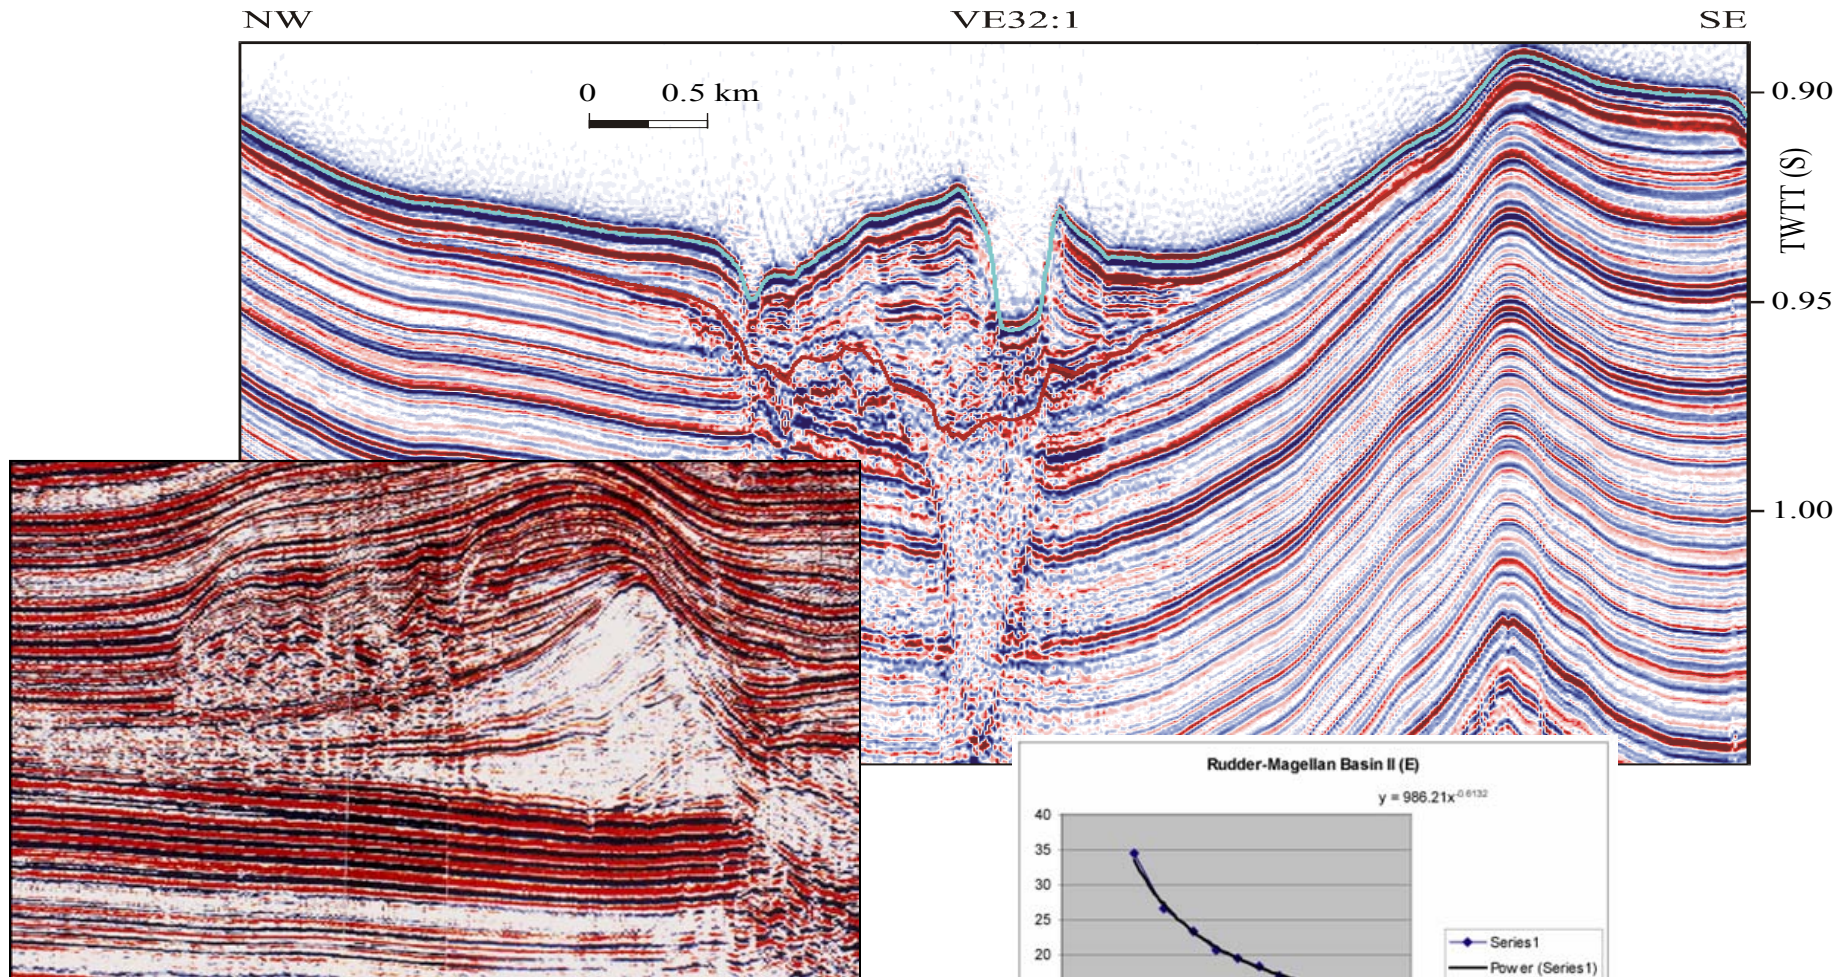 NW VE32:1 SE
0 0.5 km
0.90
TWTT (S)
0.95
1.00
Rudder-Magellan Basin II (E)
y = 986.21x^-0.6132
40
35
30
25
20
Series1
Power (Series1)